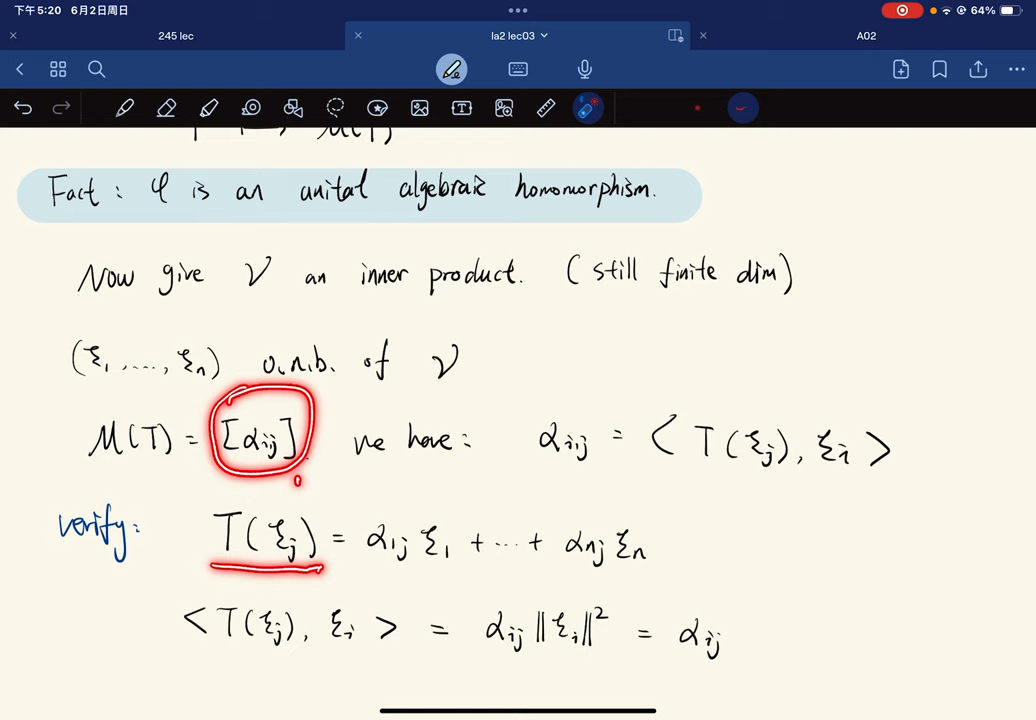 下午5:20 6月2日周日
64%
245 lec
la2 lec03
A02
Fact: φ is an unital algebraic homomorphism.
Now give V an inner product. (still finite dim)
(ξ₁, ...., ξₙ) o.n.b. of V
M(T) = [αᵢⱼ] we have: αᵢⱼ = < T(ξⱼ), ξᵢ >
verify: T(ξⱼ) = α₁ⱼ ξ₁ + ... + αₙⱼ ξₙ
< T(ξⱼ), ξᵢ > = αᵢⱼ ||ξᵢ||² = αᵢⱼ